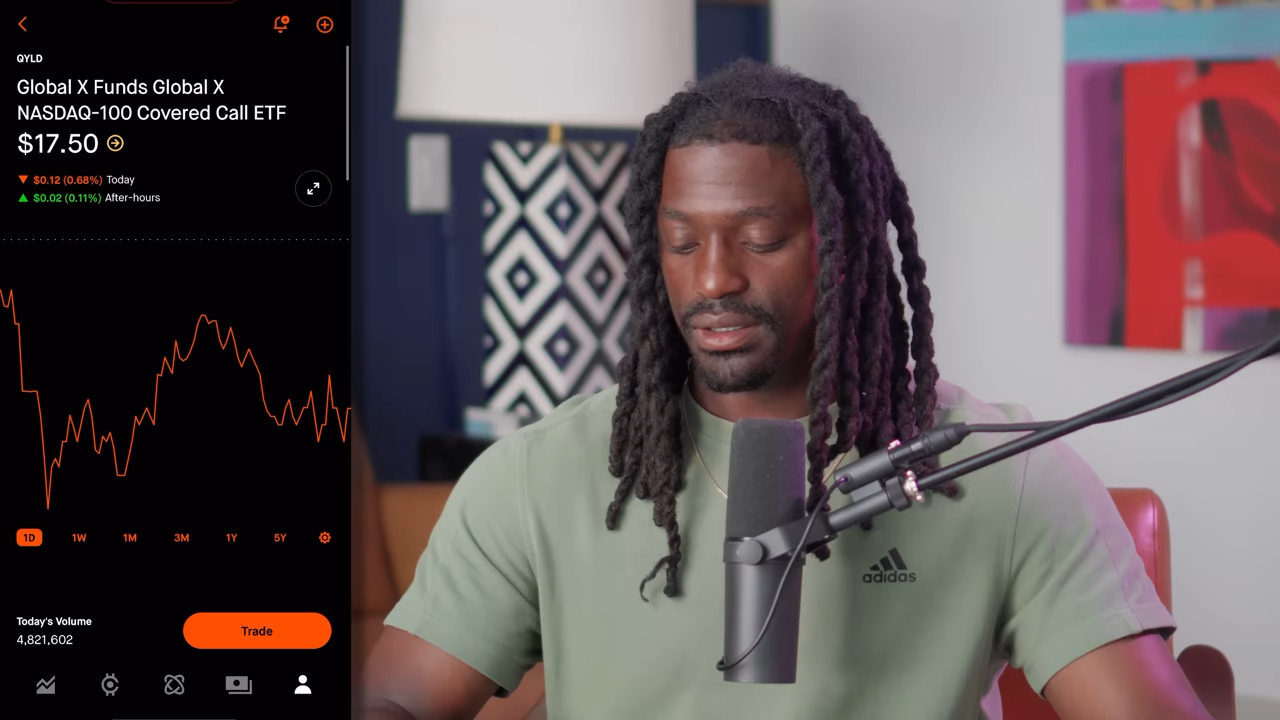 QYLD
Global X Funds Global X
NASDAQ-100 Covered Call ETF
$17.50
▼ $0.12 (0.68%) Today
▲ $0.02 (0.11%) After-hours
1D 1W 1M 3M 1Y 5Y
Today's Volume
4,821,602
Trade
adidas